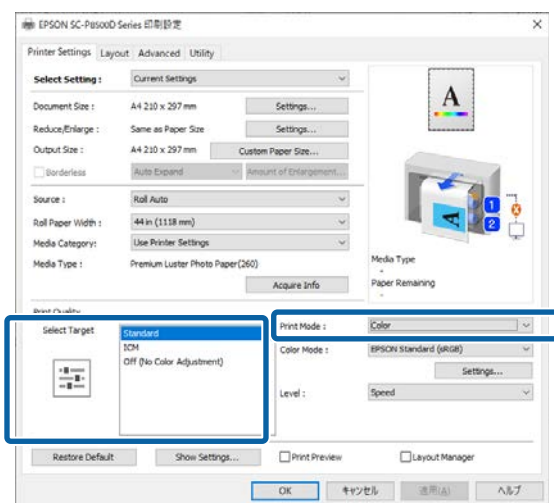 EPSON SC-P8500D Series 印刷設定
Printer Settings Layout Advanced Utility
Select Setting : Current Settings
Document Size : A4 210 x 297 mm Settings...
Reduce/Enlarge : Same as Paper Size Settings...
Output Size : A4 210 x 297 mm Custom Paper Size...
Borderless Auto Expand Amount of Enlargement...
Source : Roll Auto
Roll Paper Width : 44 in (1118 mm)
Media Category: Use Printer Settings
Media Type : Premium Luster Photo Paper(260)
Acquire Info
A
A
1
2
Media Type
-
Paper Remaining
-
Print Quality
Select Target Standard
ICM
Off (No Color Adjustment)
Print Mode : Color
Color Mode : EPSON Standard (sRGB)
Settings...
Level : Speed
Restore Default Show Settings... Print Preview Layout Manager
OK キャンセル 適用(A) ヘルプ